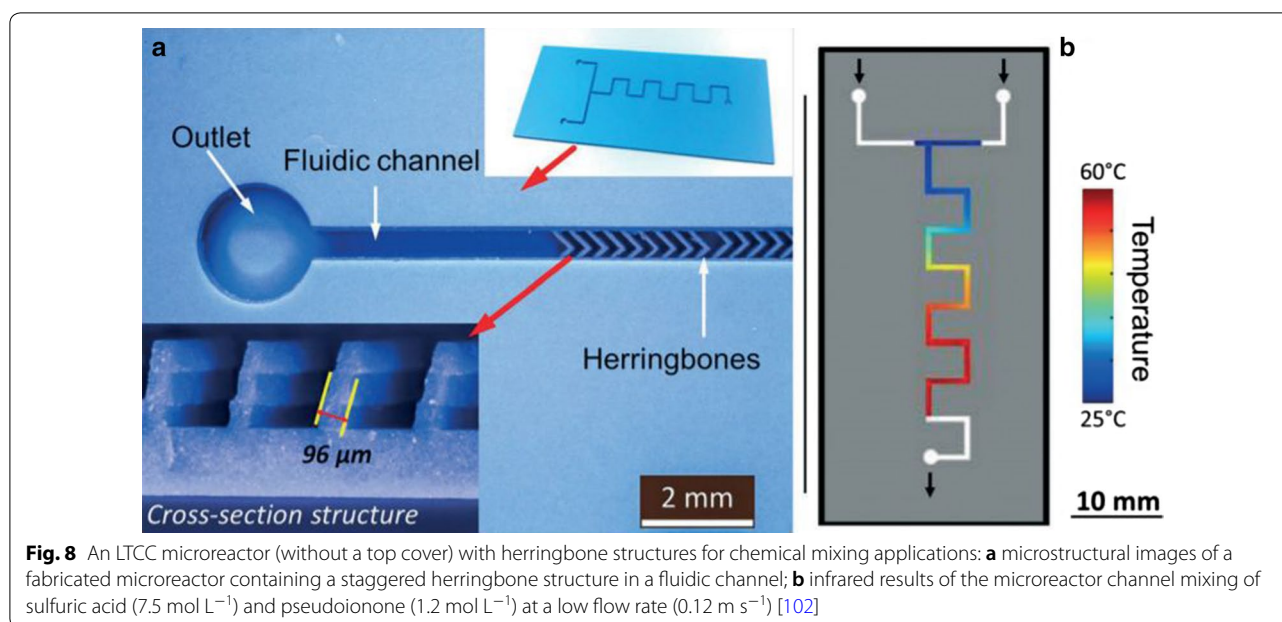 a
b
Outlet
Fluidic channel
Herringbones
96 µm
Cross-section structure
2 mm
60°C
Temperature
25°C
10 mm
Fig. 8 An LTCC microreactor (without a top cover) with herringbone structures for chemical mixing applications: a microstructural images of a
fabricated microreactor containing a staggered herringbone structure in a fluidic channel; b infrared results of the microreactor channel mixing of
sulfuric acid (7.5 mol L⁻¹) and pseudoionone (1.2 mol L⁻¹) at a low flow rate (0.12 m s⁻¹) [102]